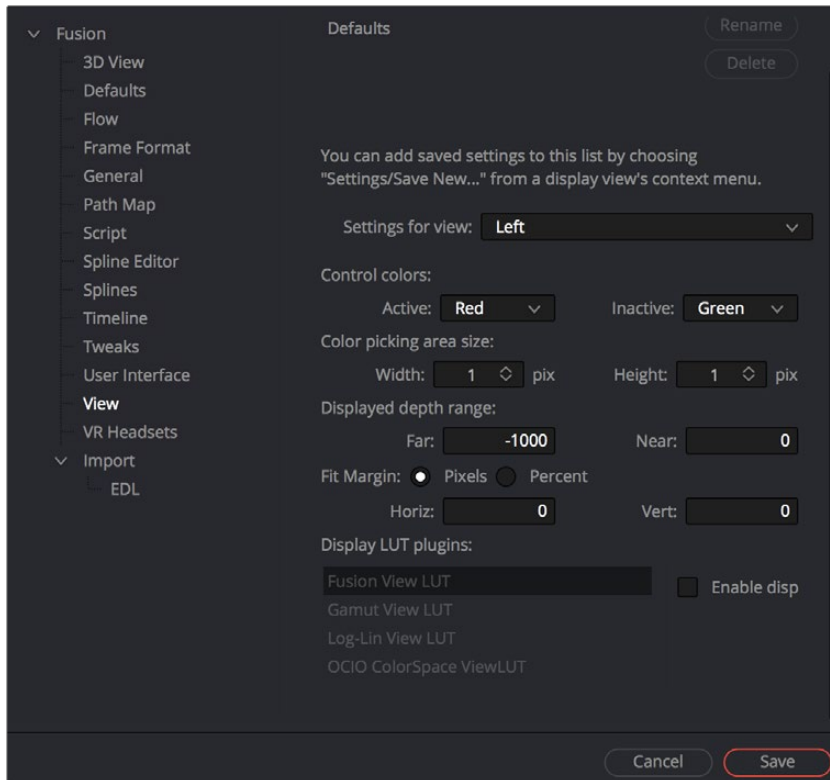 Fusion
3D View
Defaults
Flow
Frame Format
General
Path Map
Script
Spline Editor
Splines
Timeline
Tweaks
User Interface
View
VR Headsets
Import
EDL
Defaults
Rename
Delete
You can add saved settings to this list by choosing
"Settings/Save New..." from a display view's context menu.
Settings for view: Left
Control colors:
Active: Red Inactive: Green
Color picking area size:
Width: 1 pix Height: 1 pix
Displayed depth range:
Far: -1000 Near: 0
Fit Margin: Pixels Percent
Horiz: 0 Vert: 0
Display LUT plugins:
Fusion View LUT
Enable disp
Gamut View LUT
Log-Lin View LUT
OCIO ColorSpace ViewLUT
Cancel Save